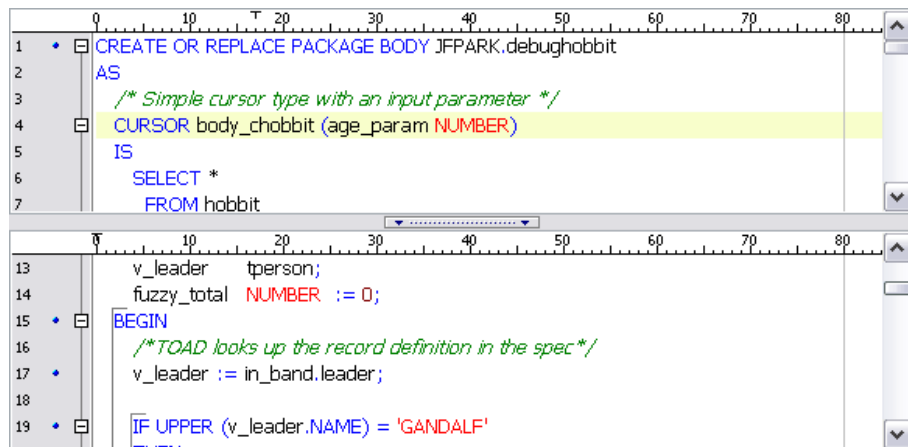 0 10 20 30 40 50 60 70 80
1 CREATE OR REPLACE PACKAGE BODY JFPARK.debughobbit
2 AS
3 /* Simple cursor type with an input parameter */
4 CURSOR body_chobbit (age_param NUMBER)
5 IS
6 SELECT *
7 FROM hobbit
0 10 20 30 40 50 60 70 80
13 v_leader tperson;
14 fuzzy_total NUMBER := 0;
15 BEGIN
16 /*TOAD looks up the record definition in the spec*/
17 v_leader := in_band.leader;
18
19 IF UPPER (v_leader.NAME) = 'GANDALF'